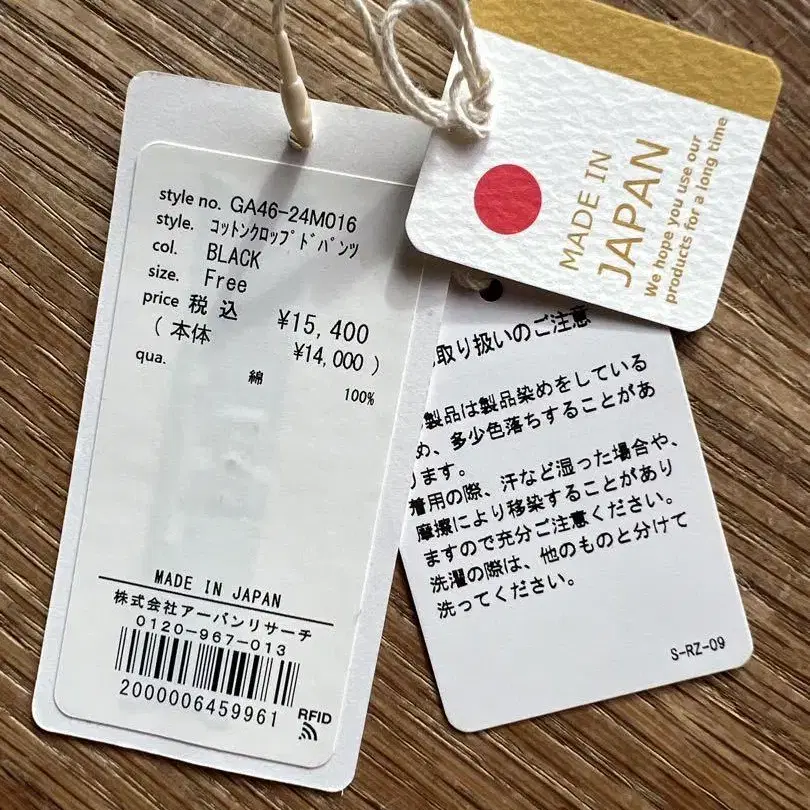 style no. GA46-24M016
style. ｺｯﾄﾝｸﾛｯﾌﾟﾄﾞﾊﾟﾝﾂ
col. BLACK
size. Free
price 税込 ¥15,400
(本体 ¥14,000)
qua.
綿 100%
MADE IN JAPAN
株式会社アーバンリサーチ
0120-967-013
2000006459961
RFID
MADE IN
JAPAN
We hope you use our
products for a long time
取り扱いのご注意
製品は製品染めをしている
め、多少色落ちすることがあ
ります。
着用の際、汗など湿った場合や、
摩擦により移染することがあり
ますので充分ご注意ください。
洗濯の際は、他のものと分けて
洗ってください。
S-RZ-09